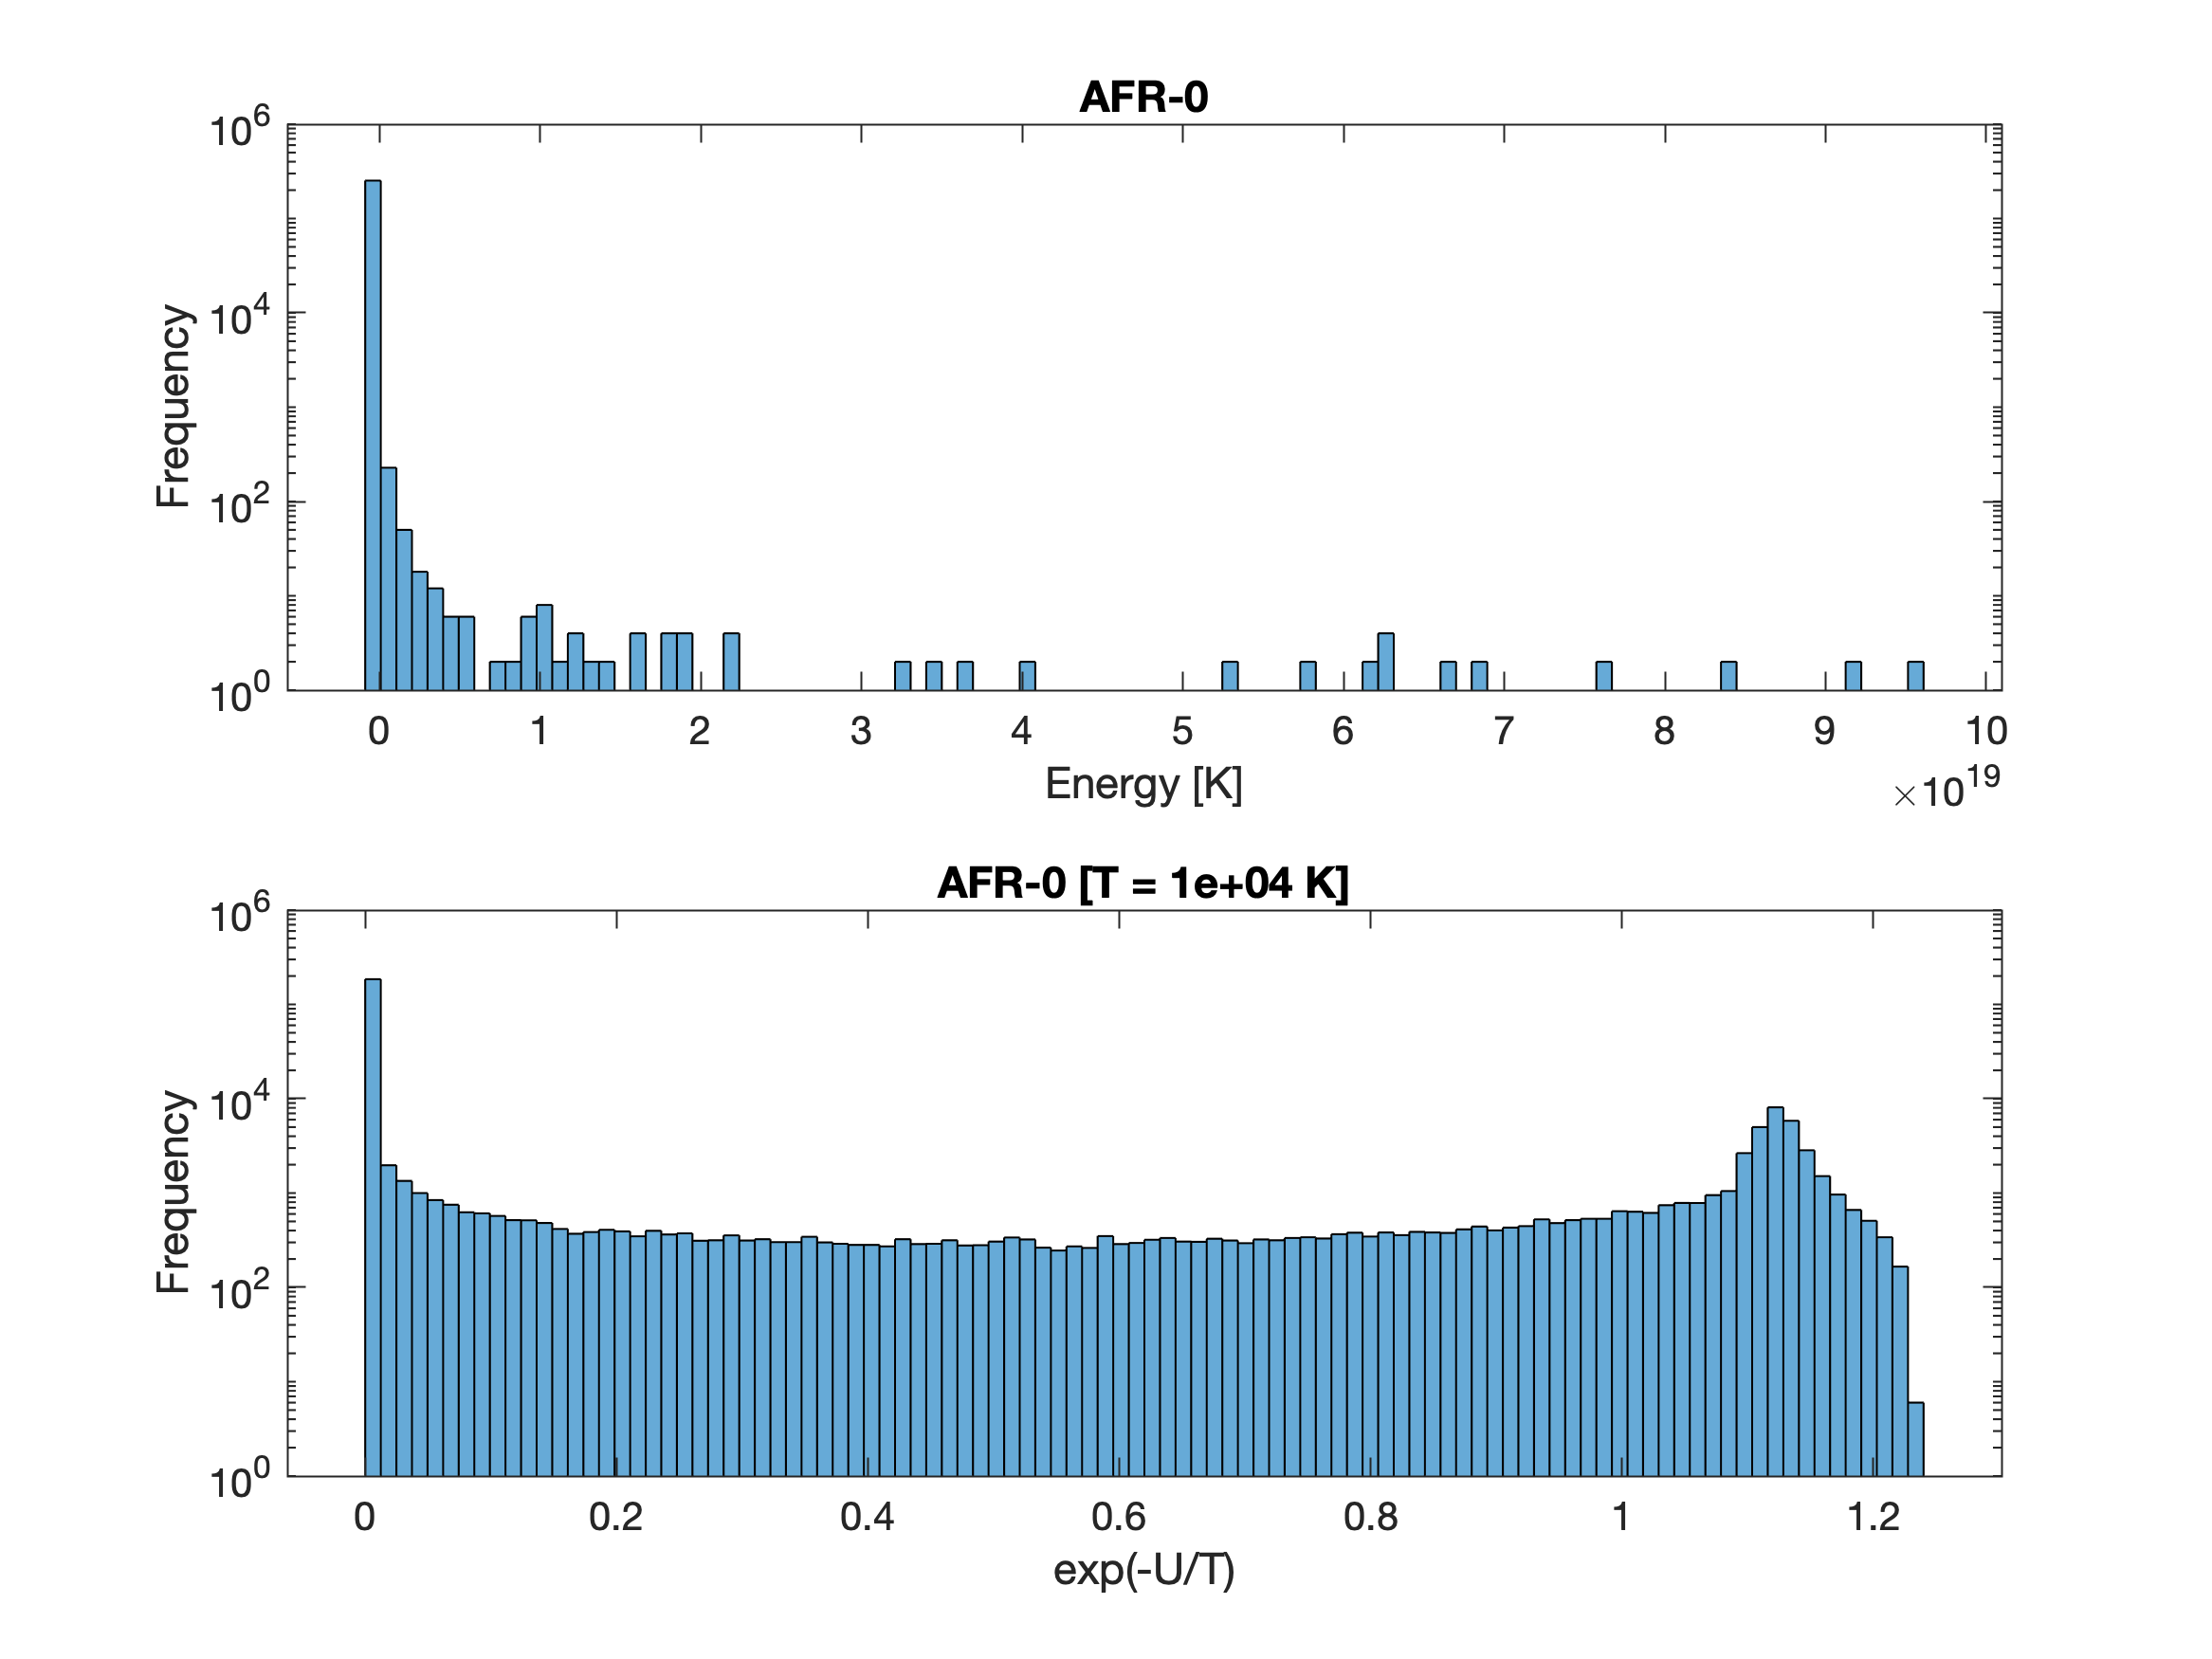 AFR-0
10^6
10^4
10^2
10^0
Frequency
0 1 2 3 4 5 6 7 8 9 10
Energy [K]
×10^19
AFR-0 [T = 1e+04 K]
10^6
10^4
10^2
10^0
Frequency
0 0.2 0.4 0.6 0.8 1 1.2
exp(-U/T)